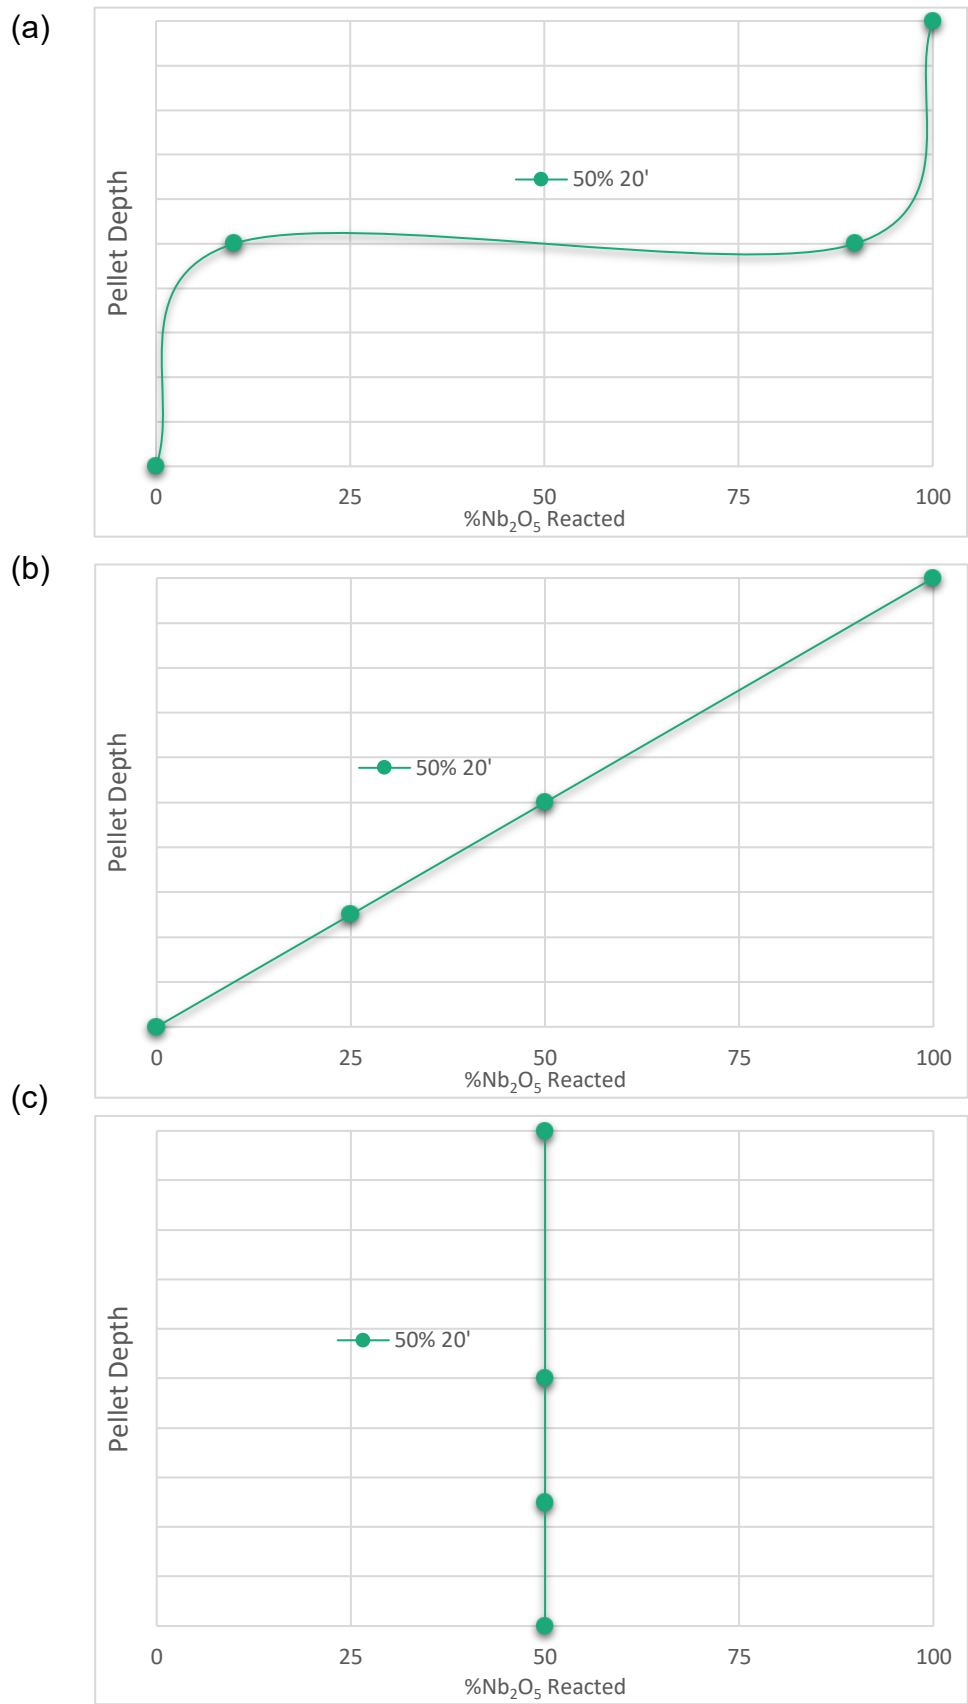 (a)
Pellet Depth
50% 20'
0 25 50 75 100
%Nb₂O₅ Reacted
(b)
Pellet Depth
50% 20'
0 25 50 75 100
%Nb₂O₅ Reacted
(c)
Pellet Depth
50% 20'
0 25 50 75 100
%Nb₂O₅ Reacted